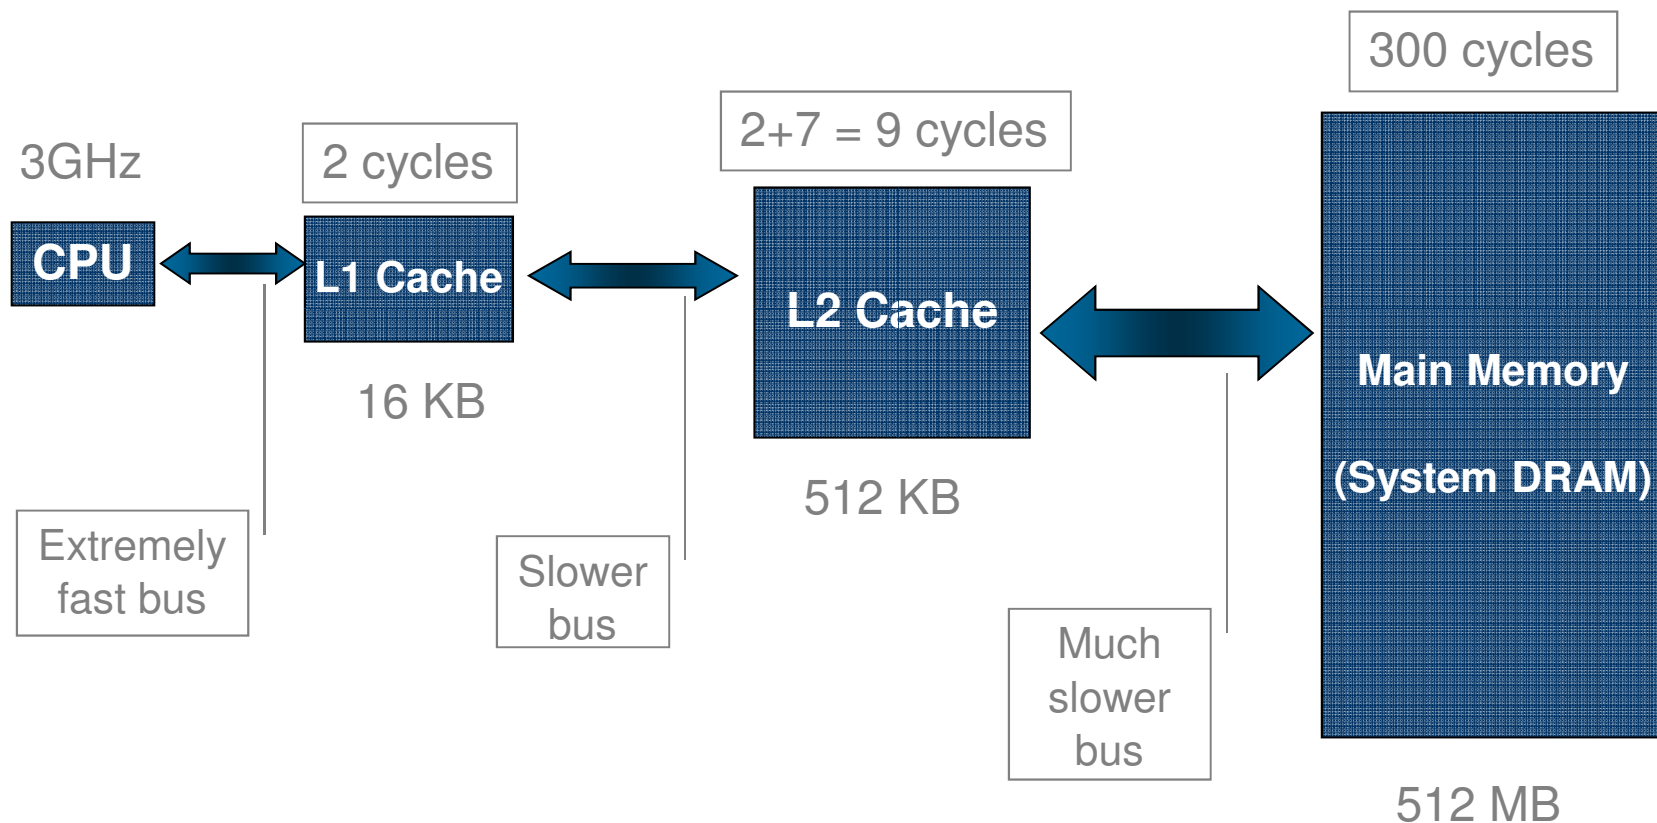 3GHz
CPU
2 cycles
L1 Cache
16 KB
2+7 = 9 cycles
L2 Cache
512 KB
300 cycles
Main Memory
(System DRAM)
512 MB
Extremely
fast bus
Slower
bus
Much
slower
bus